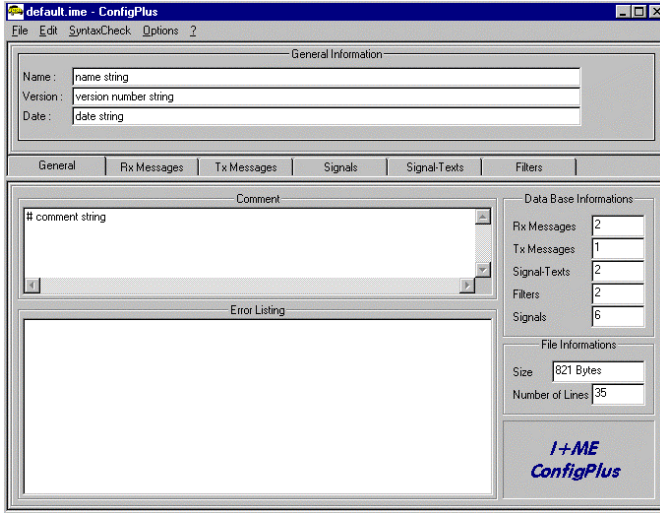 default.ime - ConfigPlus
File Edit SyntaxCheck Options ?
General Information
Name : name string
Version : version number string
Date : date string
General Rx Messages Tx Messages Signals Signal-Texts Filters
Comment
# comment string
Data Base Informations
Rx Messages 2
Tx Messages 1
Signal-Texts 2
Filters 2
Signals 6
Error Listing
File Informations
Size 821 Bytes
Number of Lines 35
I+ME
ConfigPlus